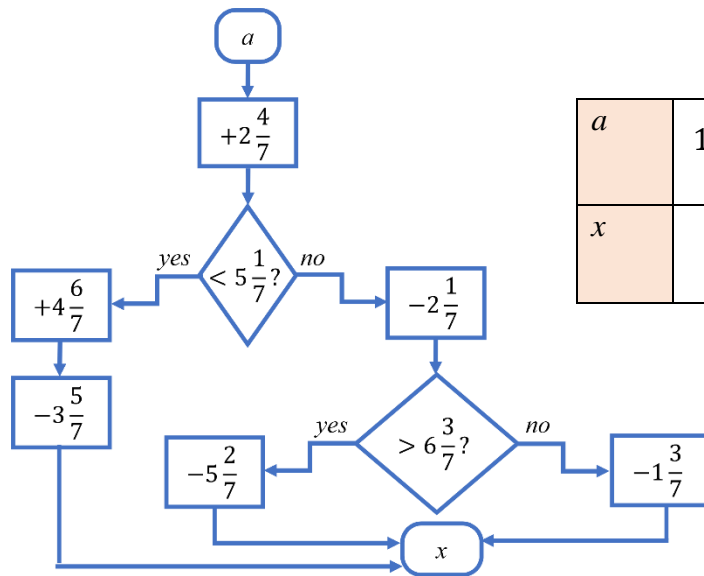 a
+2 4/7
< 5 1/7?
yes
no
+4 6/7
−2 1/7
−3 5/7
> 6 3/7?
yes
no
−5 2/7
−1 3/7
x
a
1
x